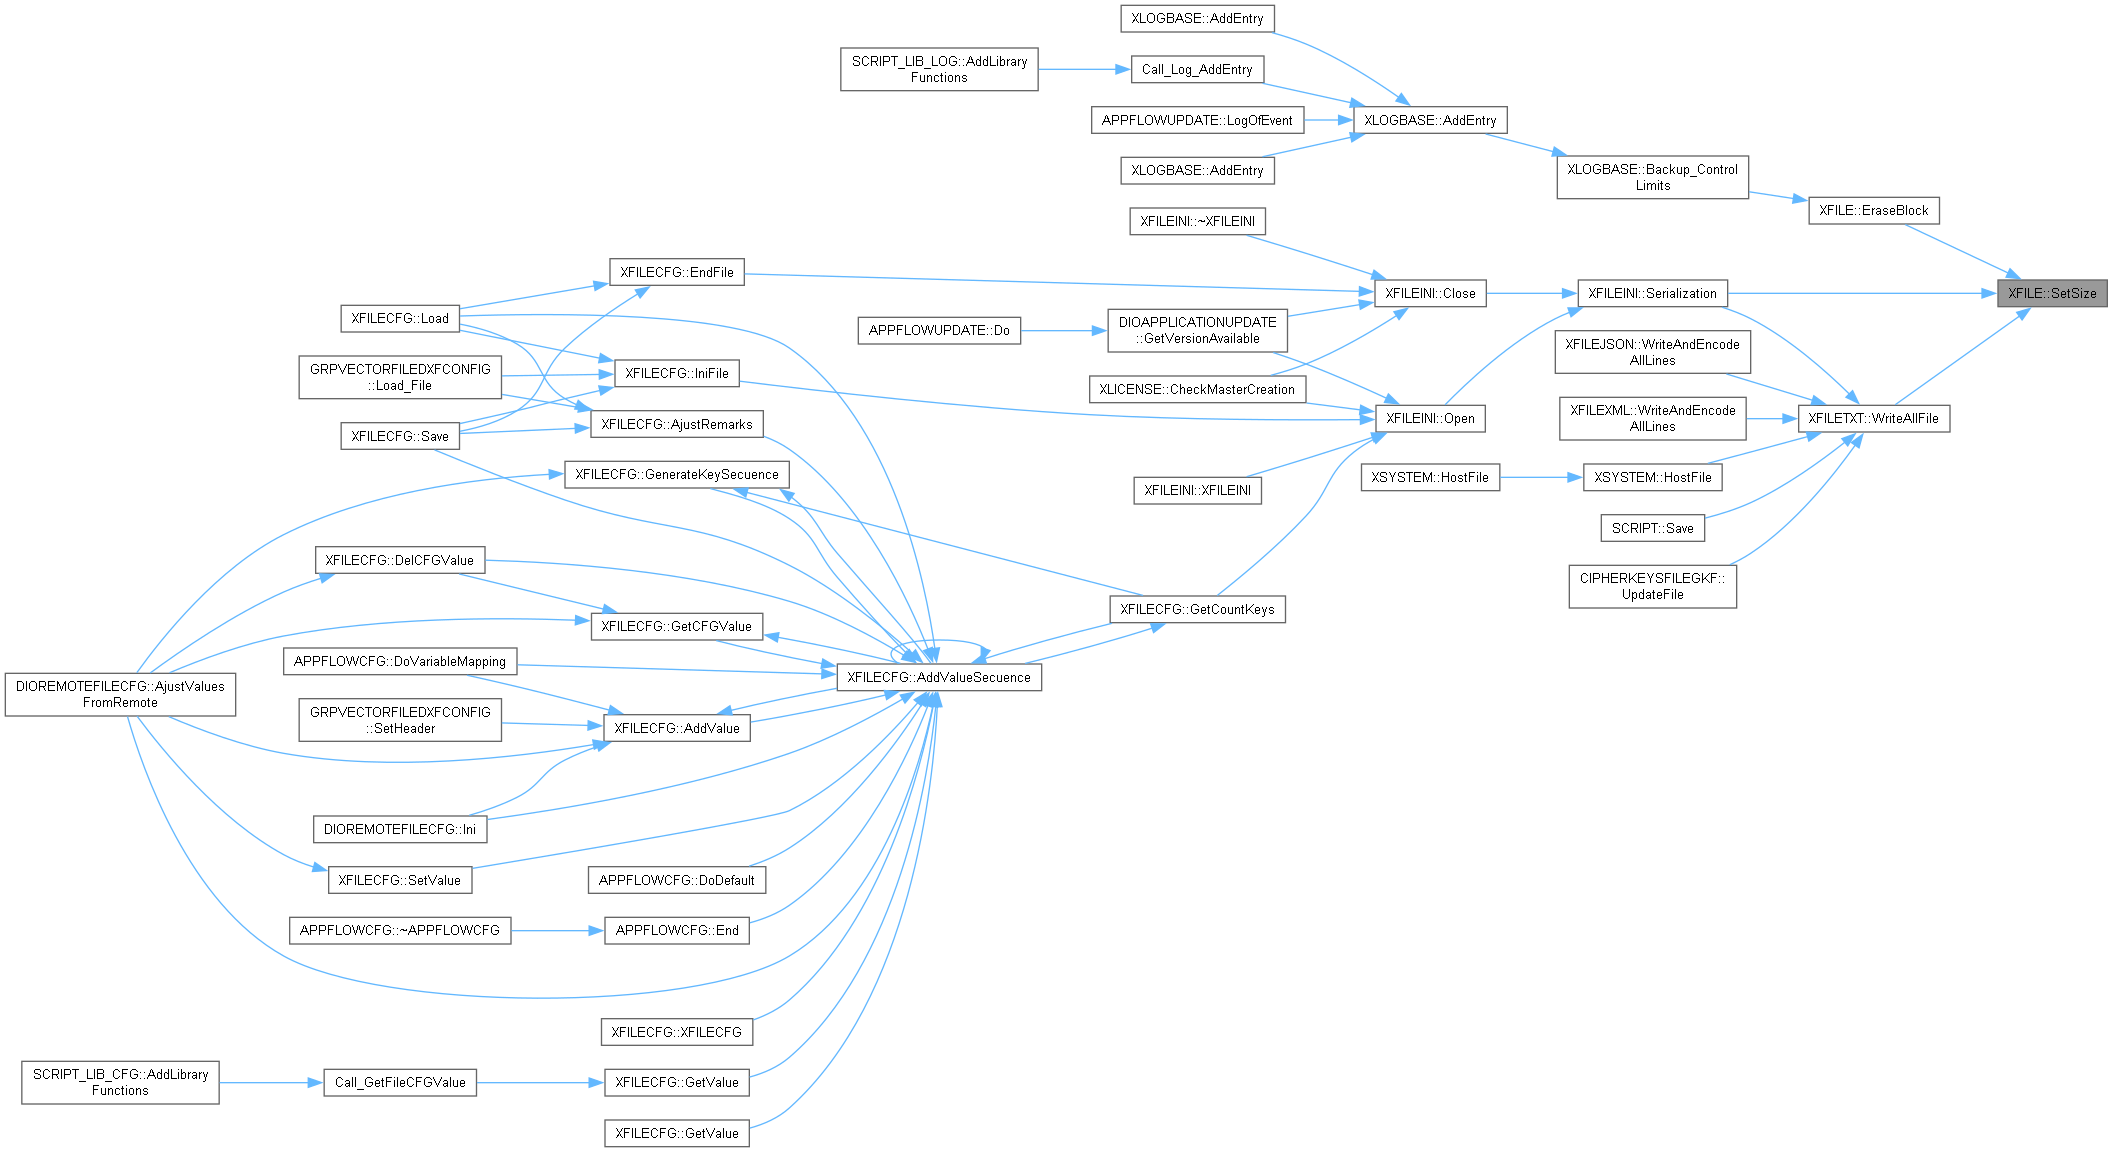 XLOGBASE::AddEntry
SCRIPT_LIB_LOG::AddLibrary
Functions
Call_Log_AddEntry
APPFLOWUPDATE::LogOfEvent
XLOGBASE::AddEntry
XLOGBASE::AddEntry
XLOGBASE::Backup_Control
Limits
XFILE::EraseBlock
XFILEINI::~XFILEINI
XFILECFG::EndFile
XFILEINI::Close
XFILEINI::Serialization
XFILE::SetSize
XFILECFG::Load
APPFLOWUPDATE::Do
DIOAPPLICATIONUPDATE
::GetVersionAvailable
XFILEJSON::WriteAndEncode
AllLines
GRPVECTORFILEDXFCONFIG
::Load_File
XFILECFG::IniFile
XLICENSE::CheckMasterCreation
XFILECFG::Save
XFILECFG::AjustRemarks
XFILEINI::Open
XFILEXML::WriteAndEncode
AllLines
XFILETXT::WriteAllFile
XFILECFG::GenerateKeySecuence
XFILEINI::XFILEINI
XSYSTEM::HostFile
XSYSTEM::HostFile
SCRIPT::Save
XFILECFG::DelCFGValue
CIPHERKEYSFILEGKF::
UpdateFile
XFILECFG::GetCFGValue
XFILECFG::GetCountKeys
APPFLOWCFG::DoVariableMapping
XFILECFG::AddValueSecuence
DIOREMOTEFILECFG::AjustValues
FromRemote
GRPVECTORFILEDXFCONFIG
::SetHeader
XFILECFG::AddValue
DIOREMOTEFILECFG::Ini
XFILECFG::SetValue
APPFLOWCFG::DoDefault
APPFLOWCFG::~APPFLOWCFG
APPFLOWCFG::End
XFILECFG::XFILECFG
SCRIPT_LIB_CFG::AddLibrary
Functions
Call_GetFileCFGValue
XFILECFG::GetValue
XFILECFG::GetValue